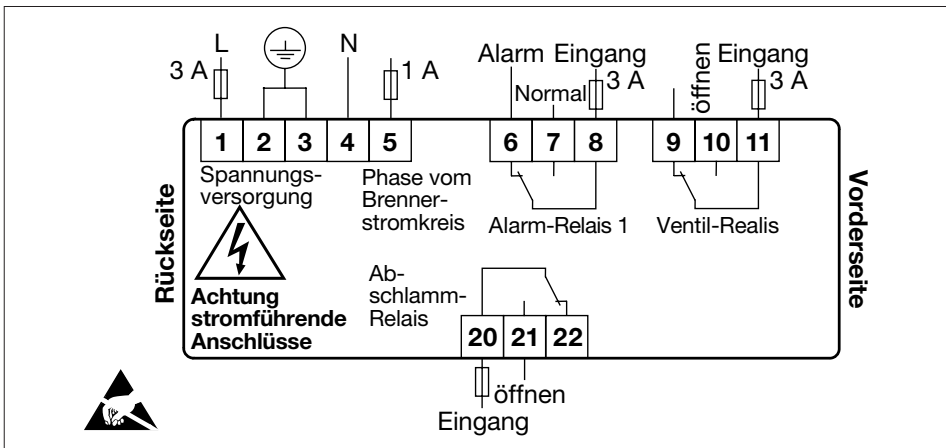 L
N
3 A
1 A
Alarm Eingang
Normal
3 A
öffnen
Eingang
3 A
1 2 3 4 5
6 7 8
9 10 11
Spannungs-
versorgung
Phase vom
Brenner-
stromkreis
Alarm-Relais 1
Ventil-Realis
Rückseite
Vorderseite
Achtung
stromführende
Anschlüsse
Ab-
schlamm-
Relais
20 21 22
öffnen
Eingang